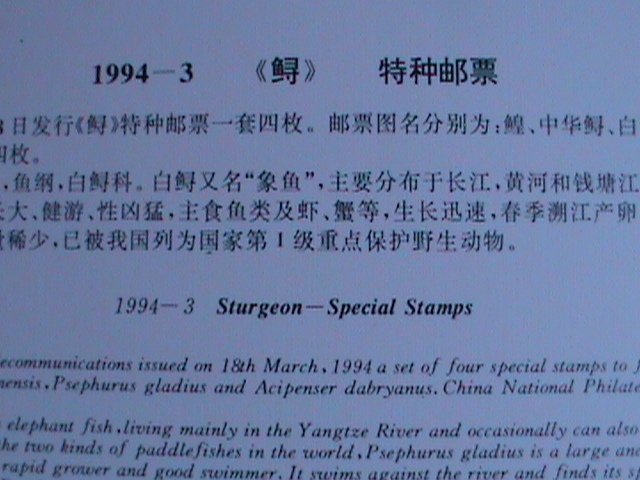 1994－3 《鲟》 特种邮票
8日发行《鲟》特种邮票一套四枚。邮票图名分别为:鳇、中华鲟、白
四枚。
,鱼纲,白鲟科。白鲟又名“象鱼”,主要分布于长江,黄河和钱塘江
长大、健游、性凶猛,主食鱼类及虾、蟹等,生长迅速,春季溯江产卵
稀少,已被我国列为国家第Ⅰ级重点保护野生动物。
1994－3 Sturgeon—Special Stamps
ecommunications issued on 18th March, 1994 a set of four special stamps to
nensis, Psephurus gladius and Acipenser dabryanus. China National Philate
elephant fish, living mainly in the Yangtze River and occasionally can also
the two kinds of paddlefishes in the world, Psephurus gladius is a large and
rapid grower and good swimmer. It swims against the river and finds its sp